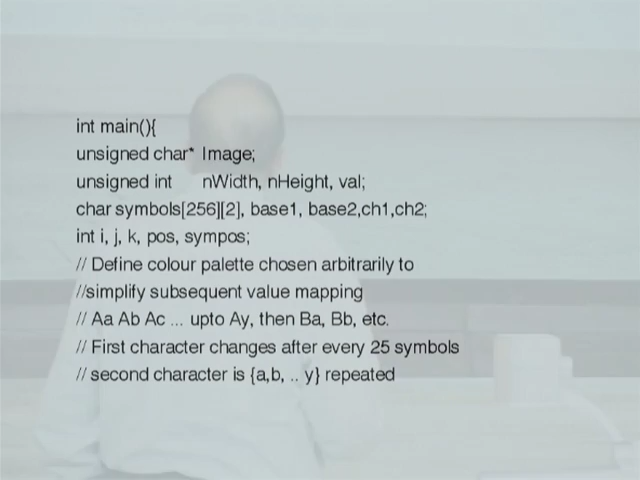 int main(){
unsigned char* Image;
unsigned int nWidth, nHeight, val;
char symbols[256][2], base1, base2,ch1,ch2;
int i, j, k, pos, sympos;
// Define colour palette chosen arbitrarily to
//simplify subsequent value mapping
// Aa Ab Ac ... upto Ay, then Ba, Bb, etc.
// First character changes after every 25 symbols
// second character is {a,b, .. y} repeated